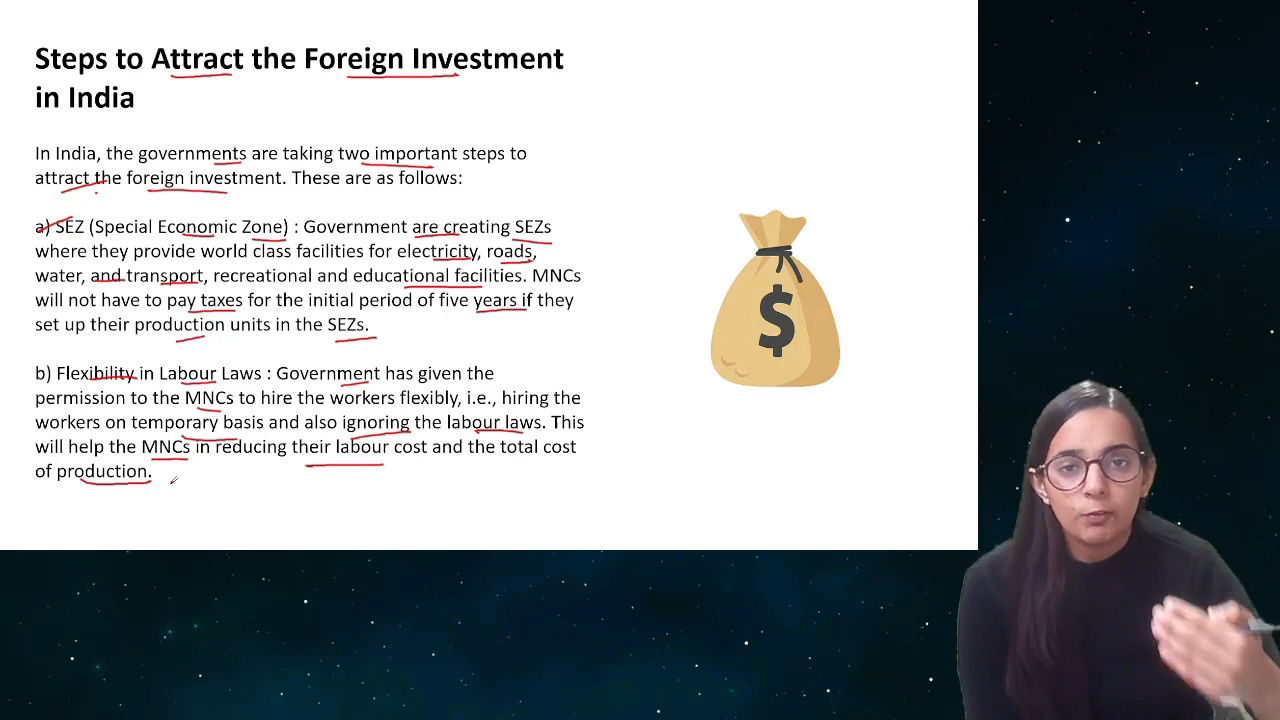 Steps to Attract the Foreign Investment
in India
In India, the governments are taking two important steps to
attract the foreign investment. These are as follows:
a) SEZ (Special Economic Zone) : Government are creating SEZs
where they provide world class facilities for electricity, roads,
water, and transport, recreational and educational facilities. MNCs
will not have to pay taxes for the initial period of five years if they
set up their production units in the SEZs.
b) Flexibility in Labour Laws : Government has given the
permission to the MNCs to hire the workers flexibly, i.e., hiring the
workers on temporary basis and also ignoring the labour laws. This
will help the MNCs in reducing their labour cost and the total cost
of production.
$